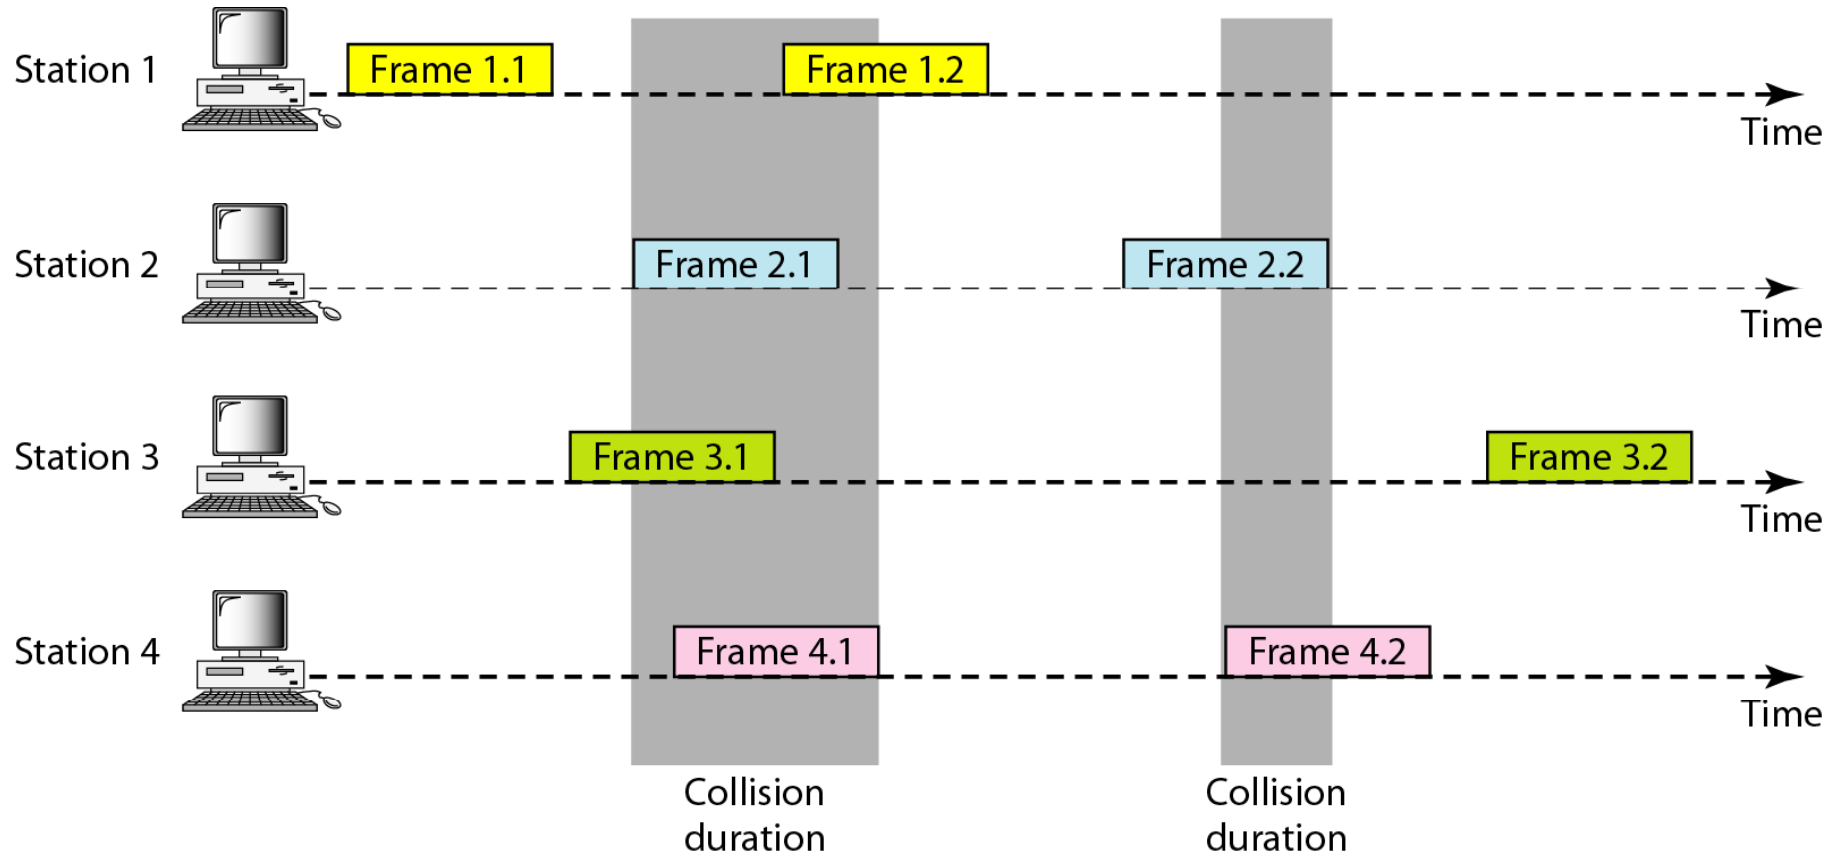 Station 1
Frame 1.1
Frame 1.2
Time
Station 2
Frame 2.1
Frame 2.2
Time
Station 3
Frame 3.1
Frame 3.2
Time
Station 4
Frame 4.1
Frame 4.2
Time
Collision
duration
Collision
duration